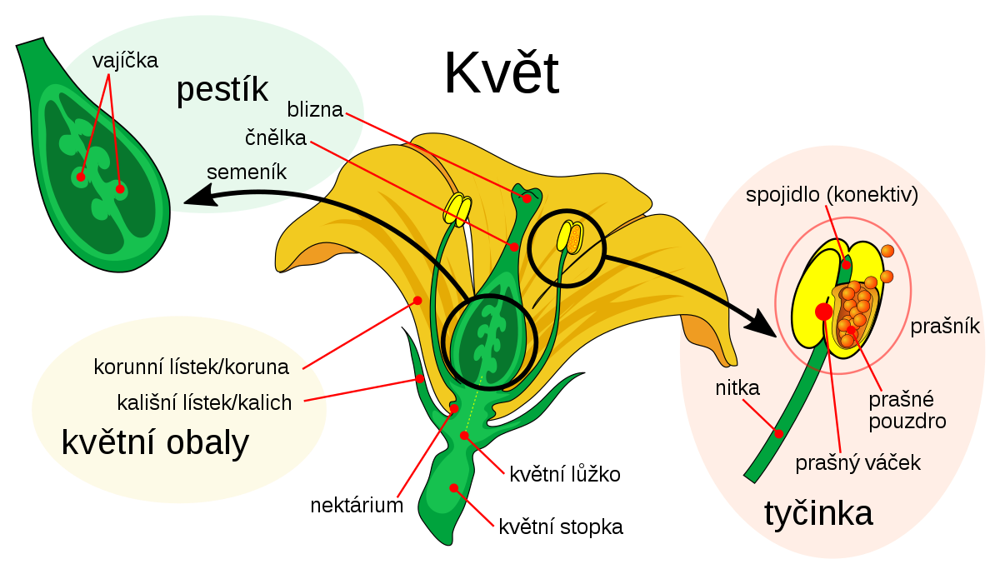 Květ
vajíčka
pestík
blizna
čnělka
semeník
spojidlo (konektiv)
prašník
korunní lístek/koruna
kališní lístek/kalich
květní obaly
nitka
prašné
pouzdro
prašný váček
tyčinka
květní lůžko
nektárium
květní stopka